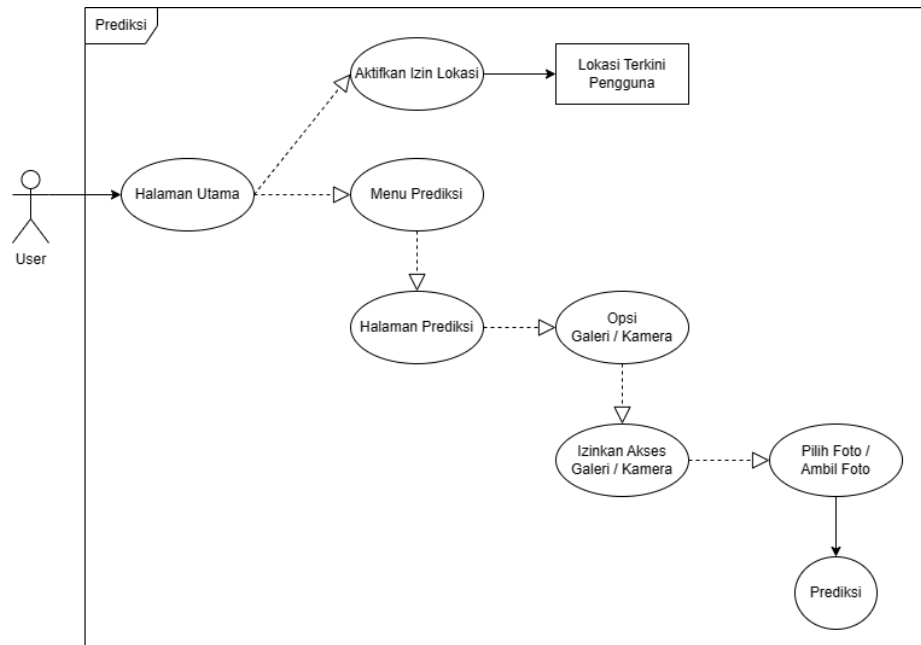 Prediksi
Aktifkan Izin Lokasi
Lokasi Terkini
Pengguna
Halaman Utama
Menu Prediksi
User
Halaman Prediksi
Opsi
Galeri / Kamera
Izinkan Akses
Galeri / Kamera
Pilih Foto /
Ambil Foto
Prediksi